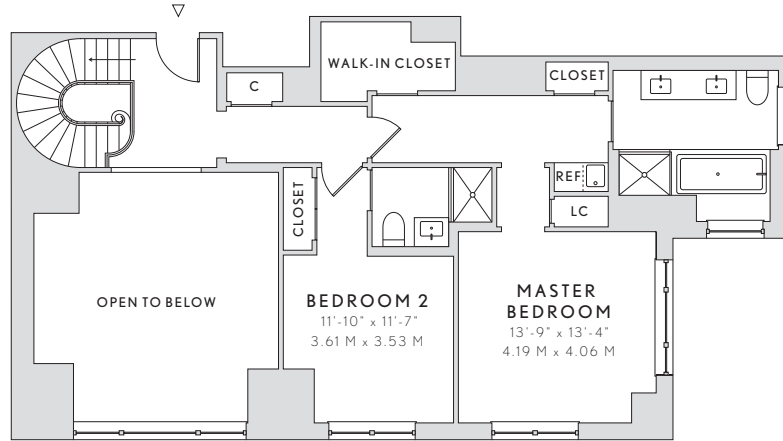 WALK-IN CLOSET
C
CLOSET
REF
LC
CLOSET
OPEN TO BELOW
BEDROOM 2
11'-10" x 11'-7"
3.61 M x 3.53 M
MASTER
BEDROOM
13'-9" x 13'-4"
4.19 M x 4.06 M